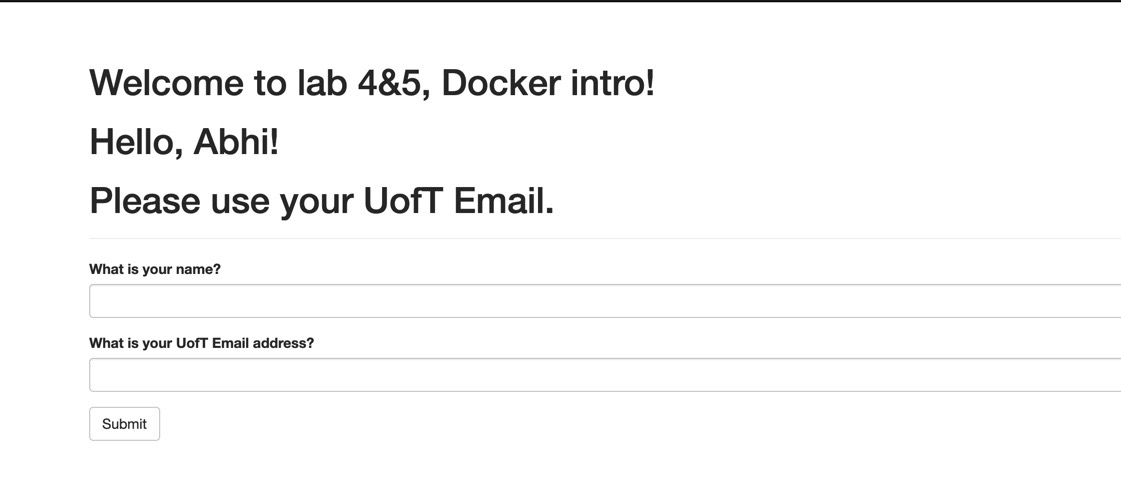 Welcome to lab 4&5, Docker intro!
Hello, Abhi!
Please use your UofT Email.
What is your name?
What is your UofT Email address?
Submit